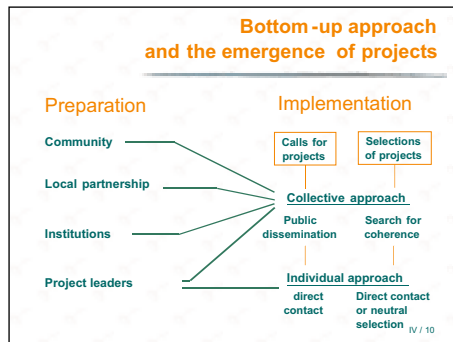 Bottom-up approach
and the emergence of projects
Preparation
Implementation
Community
Local partnership
Institutions
Project leaders
Calls for
projects
Selections
of projects
Collective approach
Public
dissemination
Search for
coherence
Individual approach
direct
contact
Direct contact
or neutral
selection
IV / 10